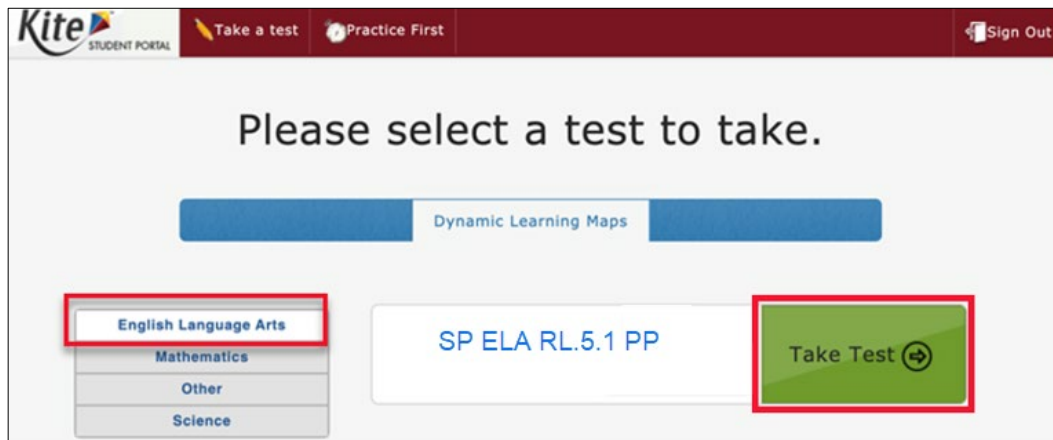 Kite STUDENT PORTAL Take a test Practice First Sign Out
Please select a test to take.
Dynamic Learning Maps
English Language Arts
Mathematics
Other
Science
SP ELA RL.5.1 PP
Take Test